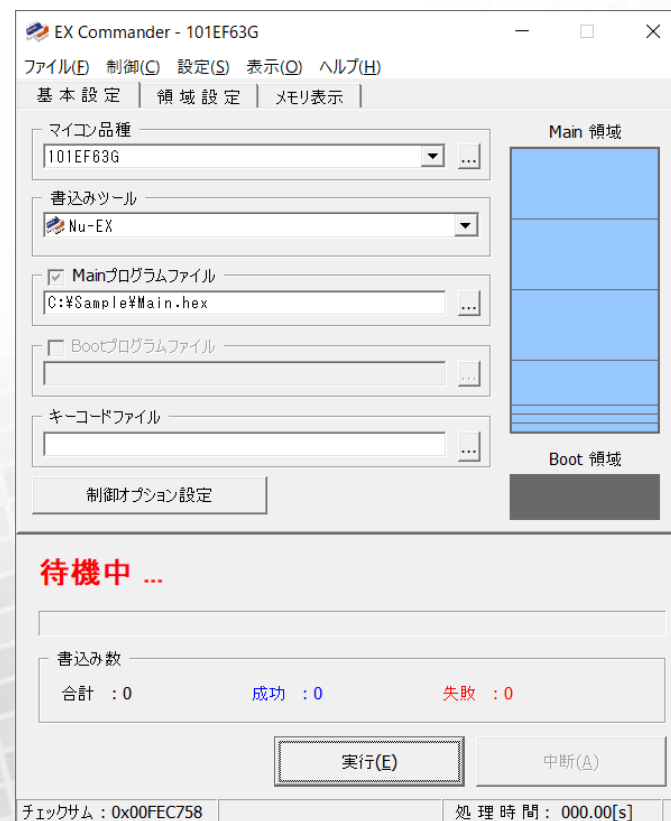 EX Commander - 101EF63G
ファイル(F) 制御(C) 設定(S) 表示(O) ヘルプ(H)
基本設定 領域設定 メモリ表示
マイコン品種
101EF63G
...
Main 領域
書込みツール
Nu-EX
Mainプログラムファイル
C:¥Sample¥Main.hex
...
Bootプログラムファイル
...
キーコードファイル
...
Boot 領域
制御オプション設定
待機中 ...
書込み数
合計 : 0 成功 : 0 失敗 : 0
実行(E) 中断(A)
チェックサム : 0x00FEC758 処理時間 : 000.00[s]